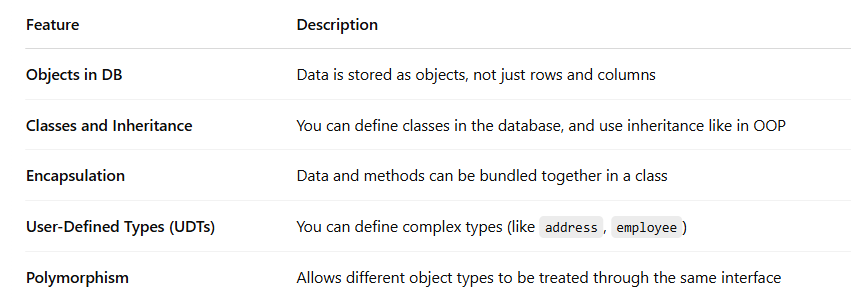 Feature Description
Objects in DB Data is stored as objects, not just rows and columns
Classes and Inheritance You can define classes in the database, and use inheritance like in OOP
Encapsulation Data and methods can be bundled together in a class
User-Defined Types (UDTs) You can define complex types (like address, employee)
Polymorphism Allows different object types to be treated through the same interface